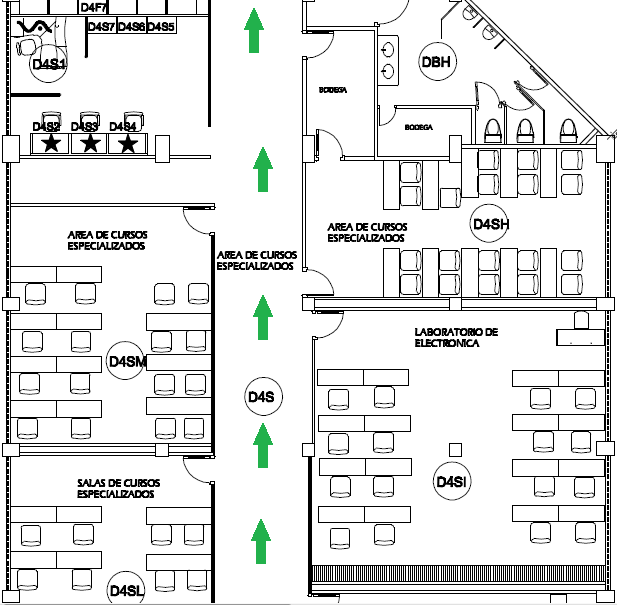 D4F7
D4S7 D4S6 D4S5
D4S1
DBH
BODEGA
BODEGA
D4S2 D4S3 D4S4
AREA DE CURSOS
ESPECIALIZADOS
AREA DE CURSOS
ESPECIALIZADOS
AREA DE CURSOS
ESPECIALIZADOS
D4SH
LABORATORIO DE
ELECTRONICA
D4SM
D4S
SALAS DE CURSOS
ESPECIALIZADOS
D4SI
D4SL